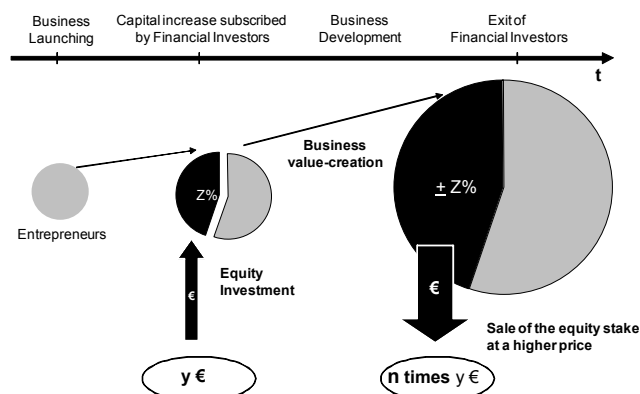 Business
Launching
Capital increase subscribed
by Financial Investors
Business
Development
Exit of
Financial Investors
t
Business
value-creation
Z%
± Z%
Entrepreneurs
€
Equity
Investment
€
Sale of the equity stake
at a higher price
y €
n times y €